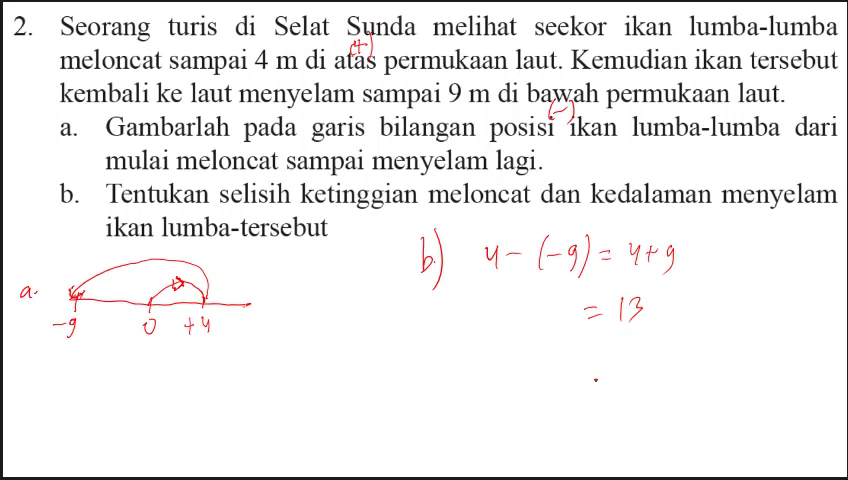 2. Seorang turis di Selat Sunda melihat seekor ikan lumba-lumba
(+)
meloncat sampai 4 m di atas permukaan laut. Kemudian ikan tersebut
kembali ke laut menyelam sampai 9 m di bawah permukaan laut.
(-)
a. Gambarlah pada garis bilangan posisi ikan lumba-lumba dari
mulai meloncat sampai menyelam lagi.
b. Tentukan selisih ketinggian meloncat dan kedalaman menyelam
ikan lumba-tersebut
b) 4 - (-9) = 4 + 9
= 13
a.
-9 0 +4